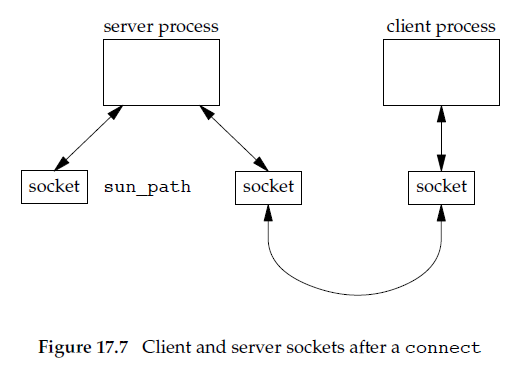 server process
client process
socket
sun_path
socket
socket
Figure 17.7 Client and server sockets after a connect